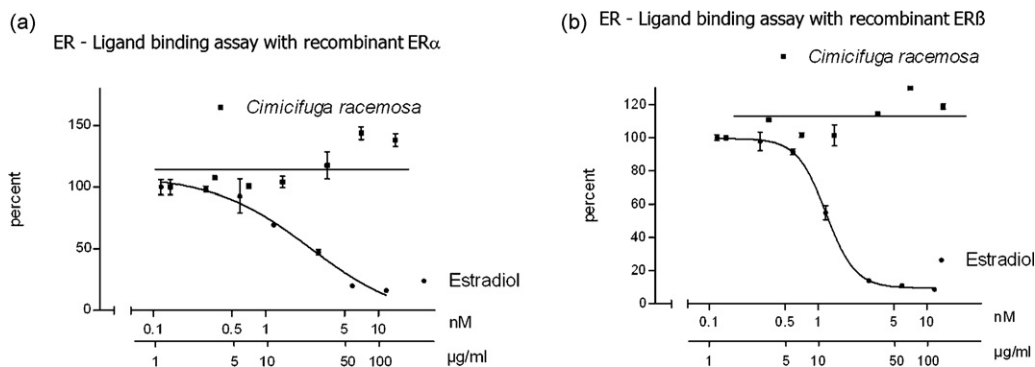 (a)
ER - Ligand binding assay with recombinant ERα
Cimicifuga racemosa
150
100
50
0
percent
Estradiol
0.1 0.5 1 5 10 nM
1 5 10 50 100 µg/ml
(b)
ER - Ligand binding assay with recombinant ERß
Cimicifuga racemosa
120
100
80
60
40
20
0
percent
Estradiol
0.1 1 5 10 nM
1 5 10 50 100 µg/ml